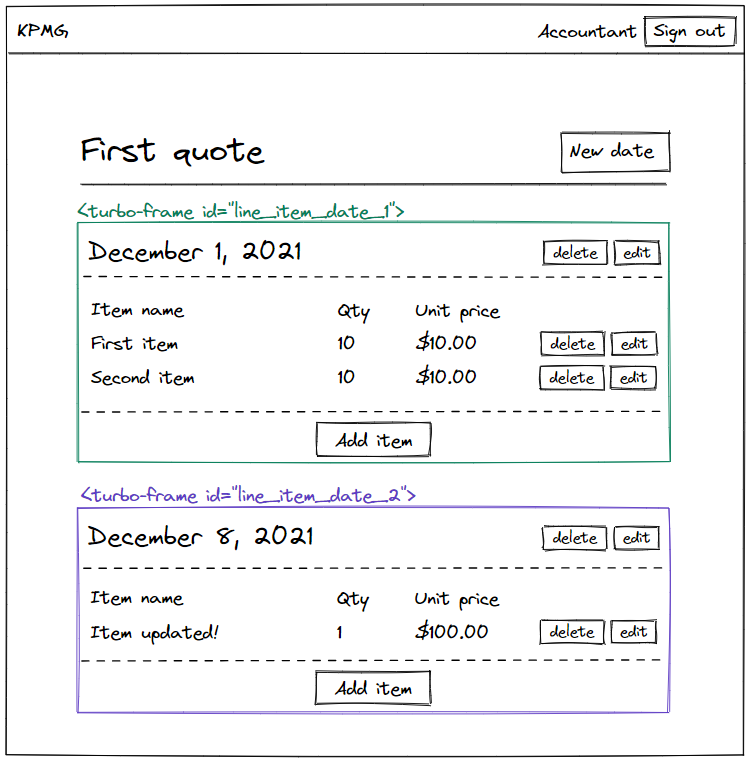 KPMG Accountant Sign out
First quote New date
<turbo-frame id="line_item_date_1">
December 1, 2021 delete edit
Item name Qty Unit price
First item 10 $10.00 delete edit
Second item 10 $10.00 delete edit
Add item
<turbo-frame id="line_item_date_2">
December 8, 2021 delete edit
Item name Qty Unit price
Item updated! 1 $100.00 delete edit
Add item